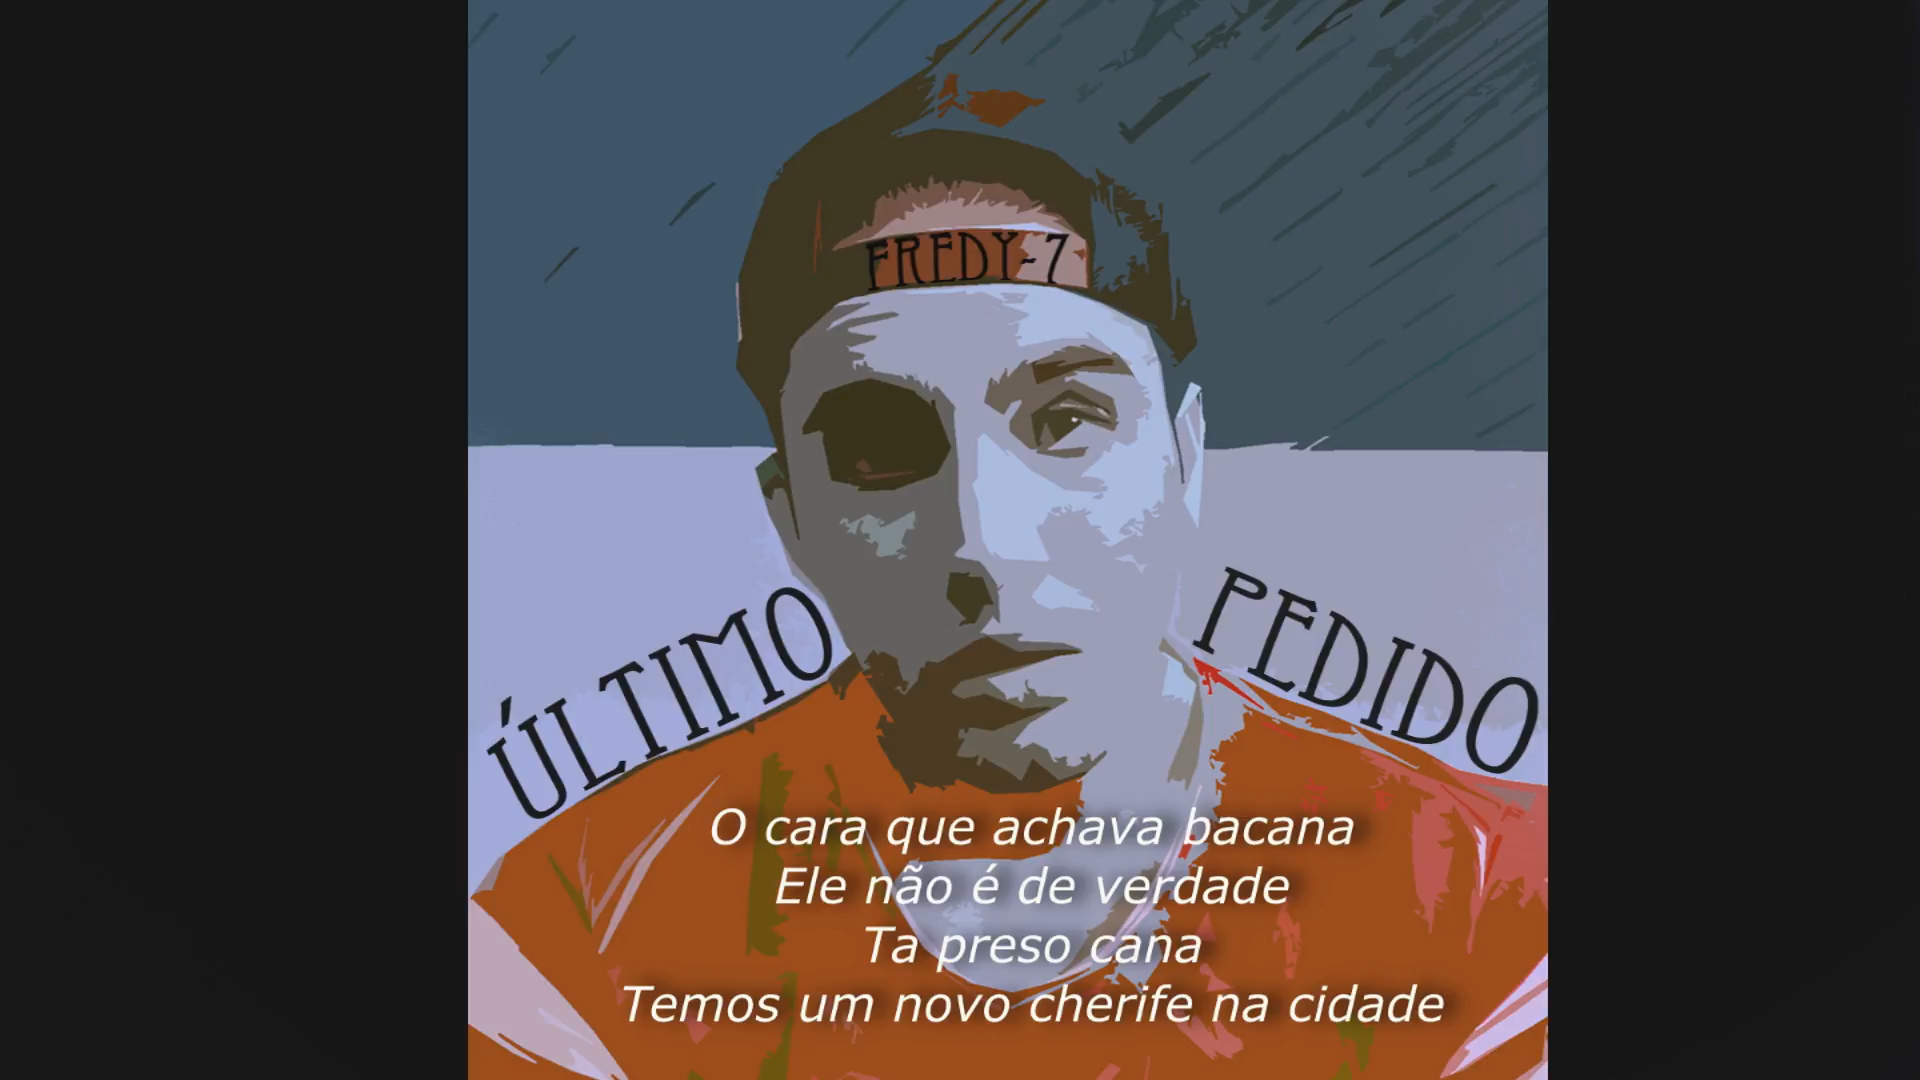 FREDY-7
ÚLTIMO PEDIDO
O cara que achava bacana
Ele não é de verdade
Ta preso cana
Temos um novo cherife na cidade